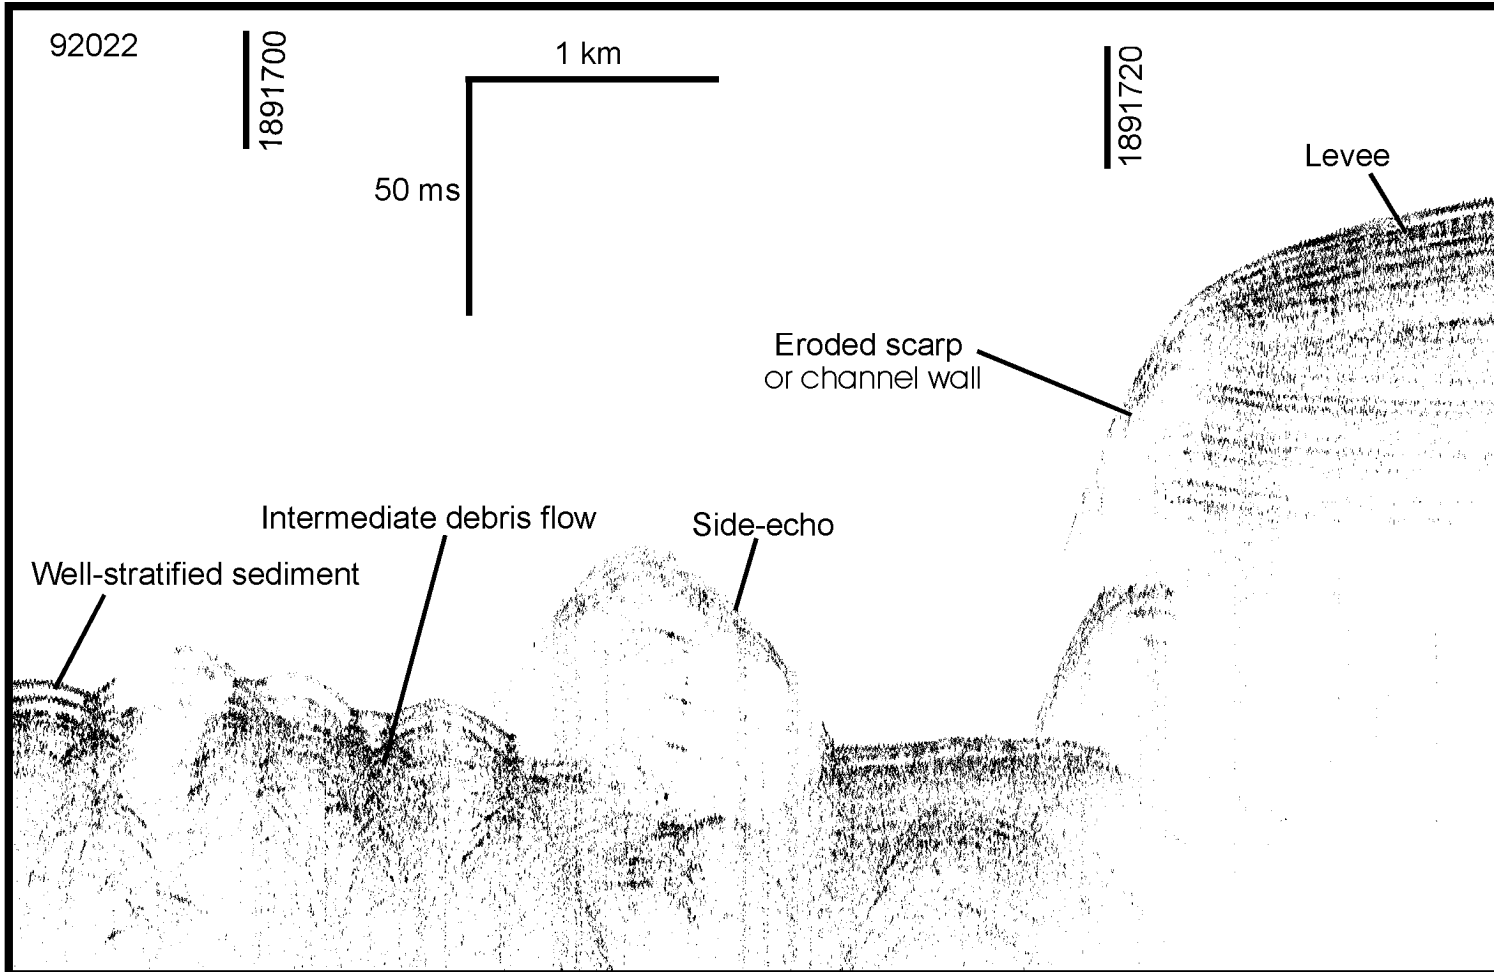 92022
1891700
1 km
1891720
50 ms
Levee
Eroded scarp
or channel wall
Intermediate debris flow
Side-echo
Well-stratified sediment